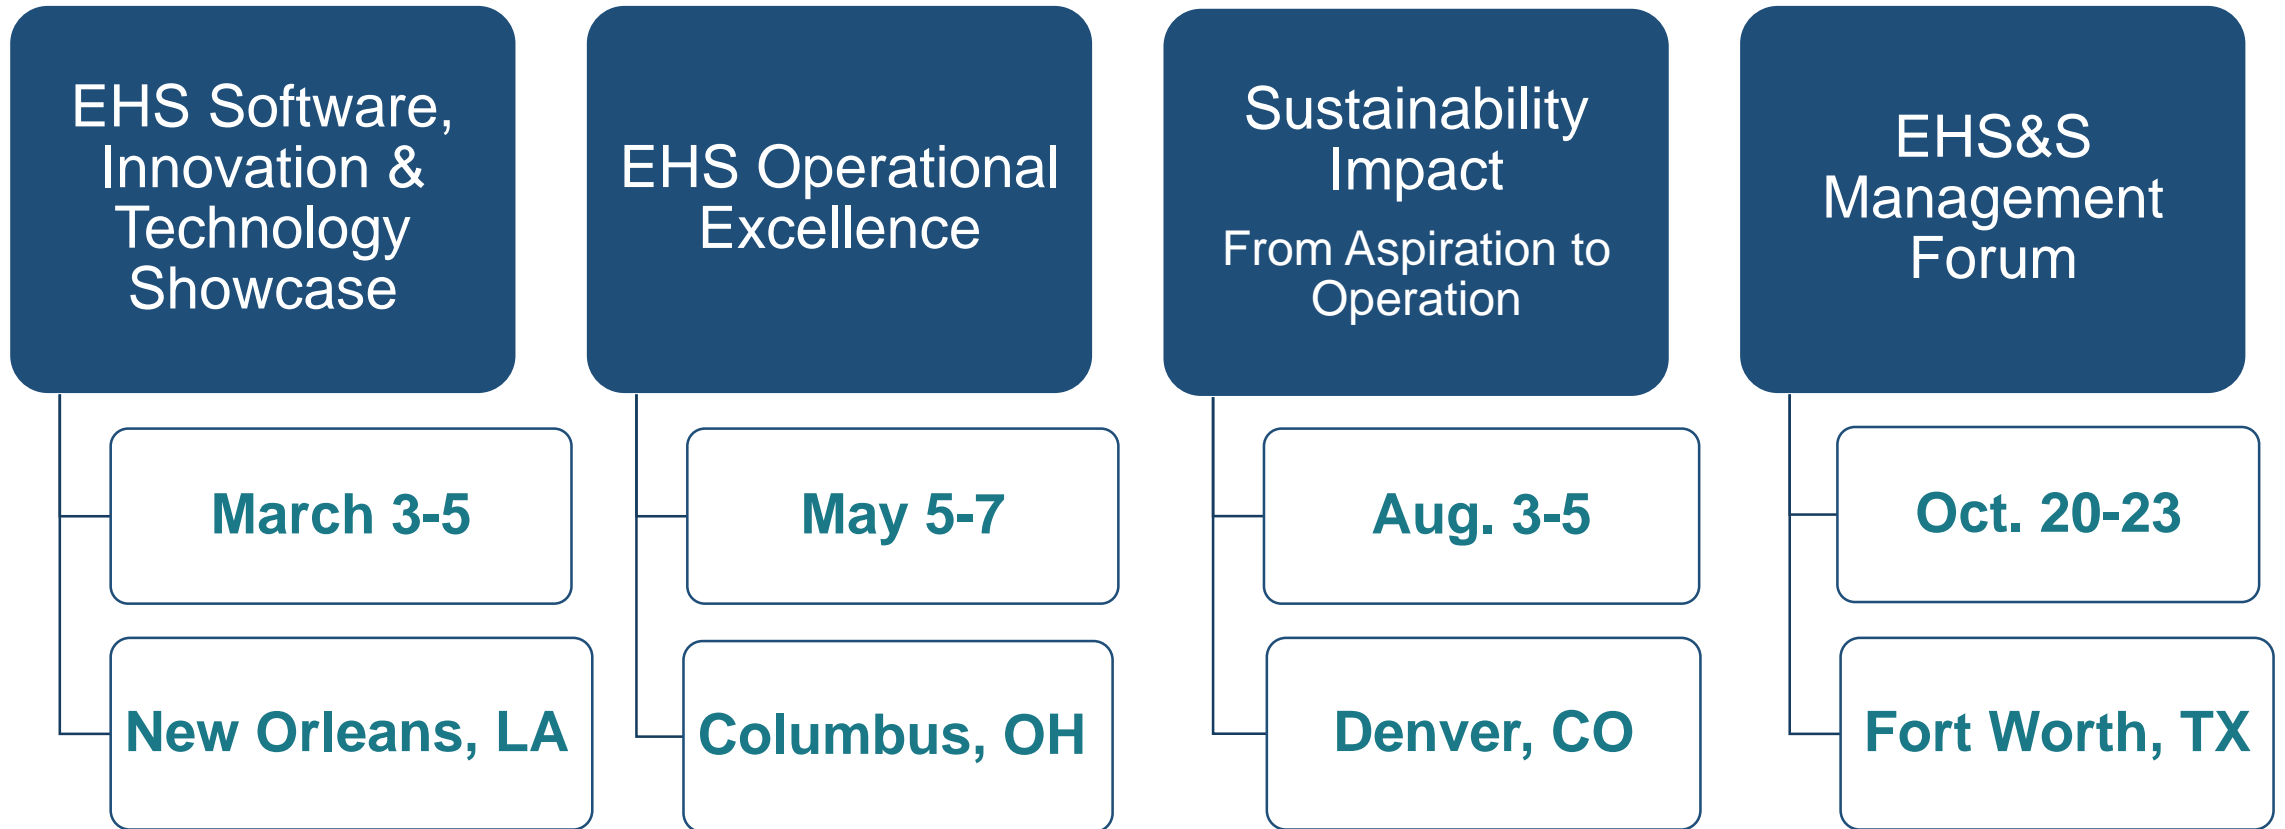 EHS Software,
Innovation &
Technology
Showcase
March 3-5
New Orleans, LA
EHS Operational
Excellence
May 5-7
Columbus, OH
Sustainability
Impact
From Aspiration to
Operation
Aug. 3-5
Denver, CO
EHS&S
Management
Forum
Oct. 20-23
Fort Worth, TX